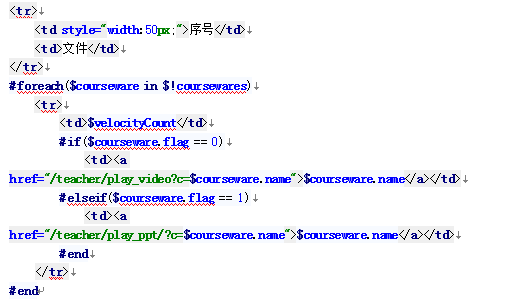 <tr>
<td style="width:50px;">序号</td>
<td>文件</td>
</tr>
#foreach($courseware in $!coursewares)
<tr>
<td>$velocityCount</td>
#if($courseware.flag == 0)
<td><a
href="/teacher/play_video?c=$courseware.name">$courseware.name</a></td>
#elseif($courseware.flag == 1)
<td><a
href="/teacher/play_ppt/?c=$courseware.name">$courseware.name</a></td>
#end
</tr>
#end